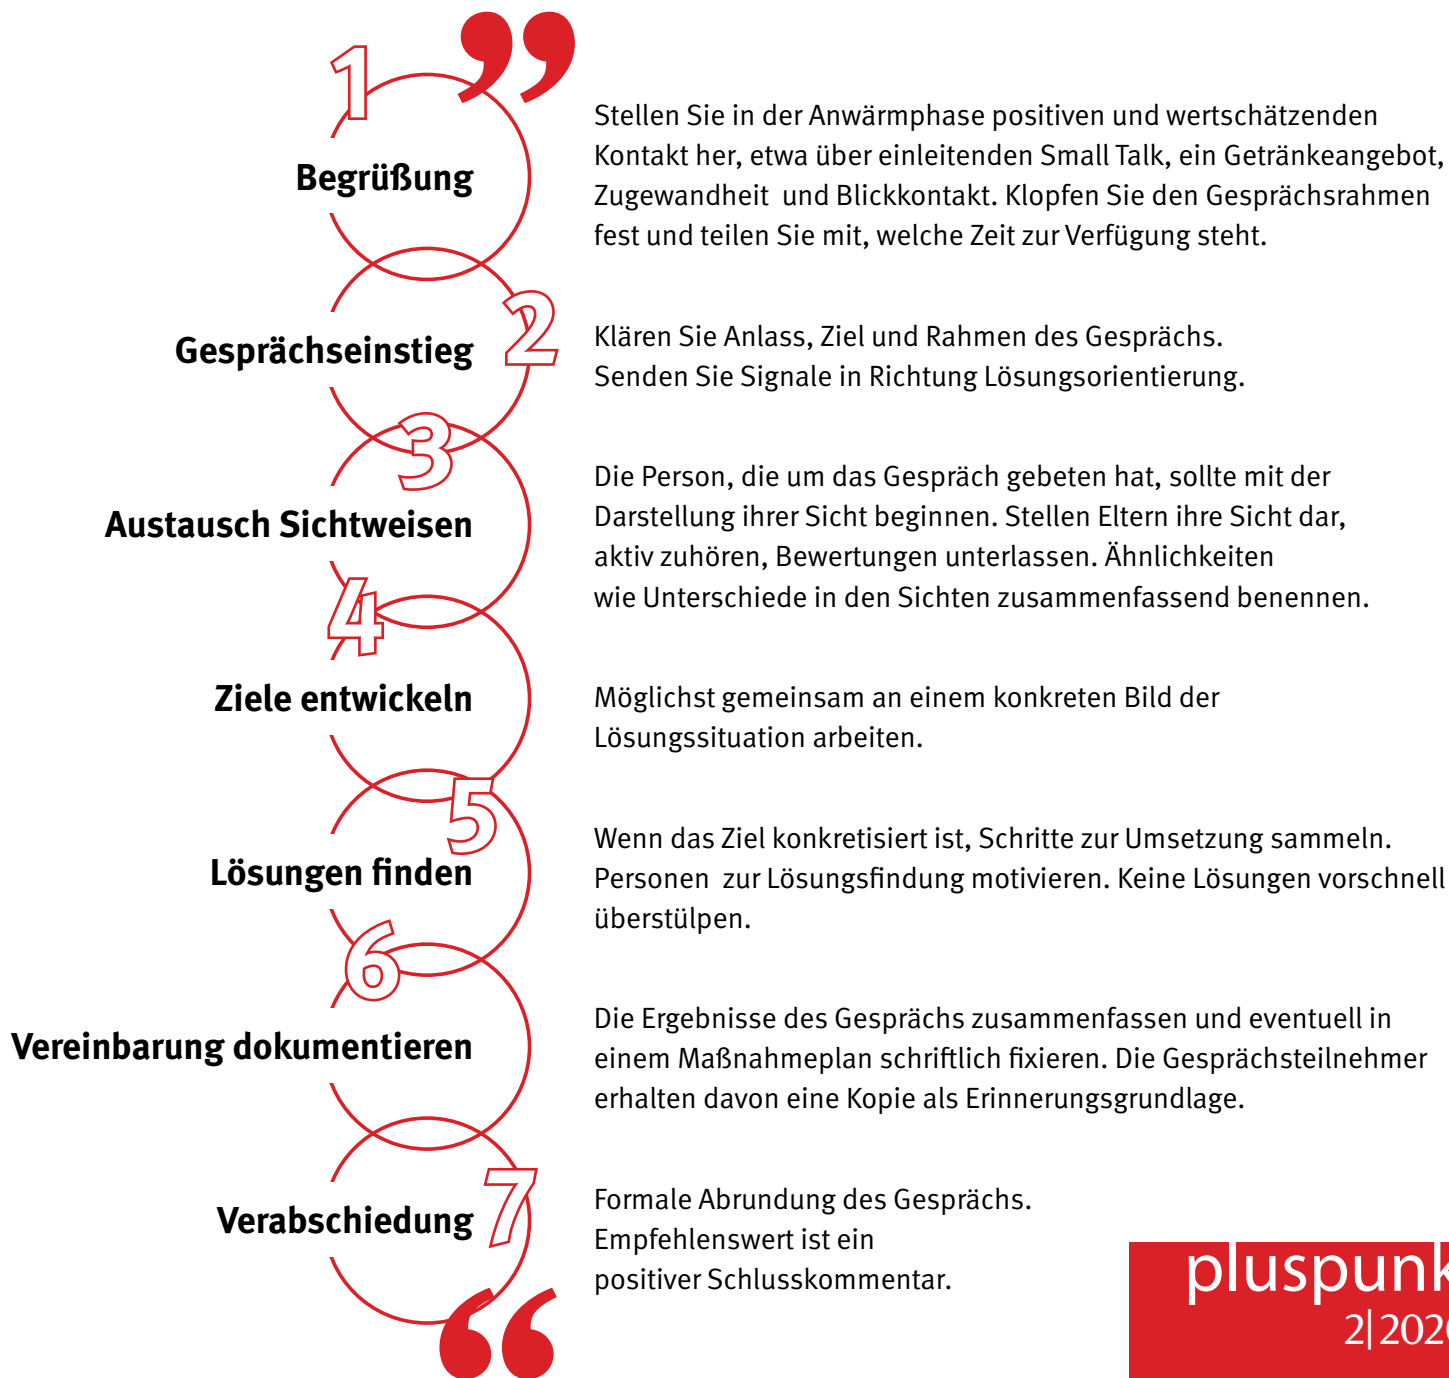 1
Begrüßung
Stellen Sie in der Anwärmphase positiven und wertschätzenden
Kontakt her, etwa über einleitenden Small Talk, ein Getränkeangebot,
Zugewandheit und Blickkontakt. Klopfen Sie den Gesprächsrahmen
fest und teilen Sie mit, welche Zeit zur Verfügung steht.
2
Gesprächseinstieg
Klären Sie Anlass, Ziel und Rahmen des Gesprächs.
Senden Sie Signale in Richtung Lösungsorientierung.
3
Austausch Sichtweisen
Die Person, die um das Gespräch gebeten hat, sollte mit der
Darstellung ihrer Sicht beginnen. Stellen Eltern ihre Sicht dar,
aktiv zuhören, Bewertungen unterlassen. Ähnlichkeiten
wie Unterschiede in den Sichten zusammenfassend benennen.
4
Ziele entwickeln
Möglichst gemeinsam an einem konkreten Bild der
Lösungssituation arbeiten.
5
Lösungen finden
Wenn das Ziel konkretisiert ist, Schritte zur Umsetzung sammeln.
Personen zur Lösungsfindung motivieren. Keine Lösungen vorschnell
überstülpen.
6
Vereinbarung dokumentieren
Die Ergebnisse des Gesprächs zusammenfassen und eventuell in
einem Maßnahmeplan schriftlich fixieren. Die Gesprächsteilnehmer
erhalten davon eine Kopie als Erinnerungsgrundlage.
7
Verabschiedung
Formale Abrundung des Gesprächs.
Empfehlenswert ist ein
positiver Schlusskommentar.
pluspunk
2|2020